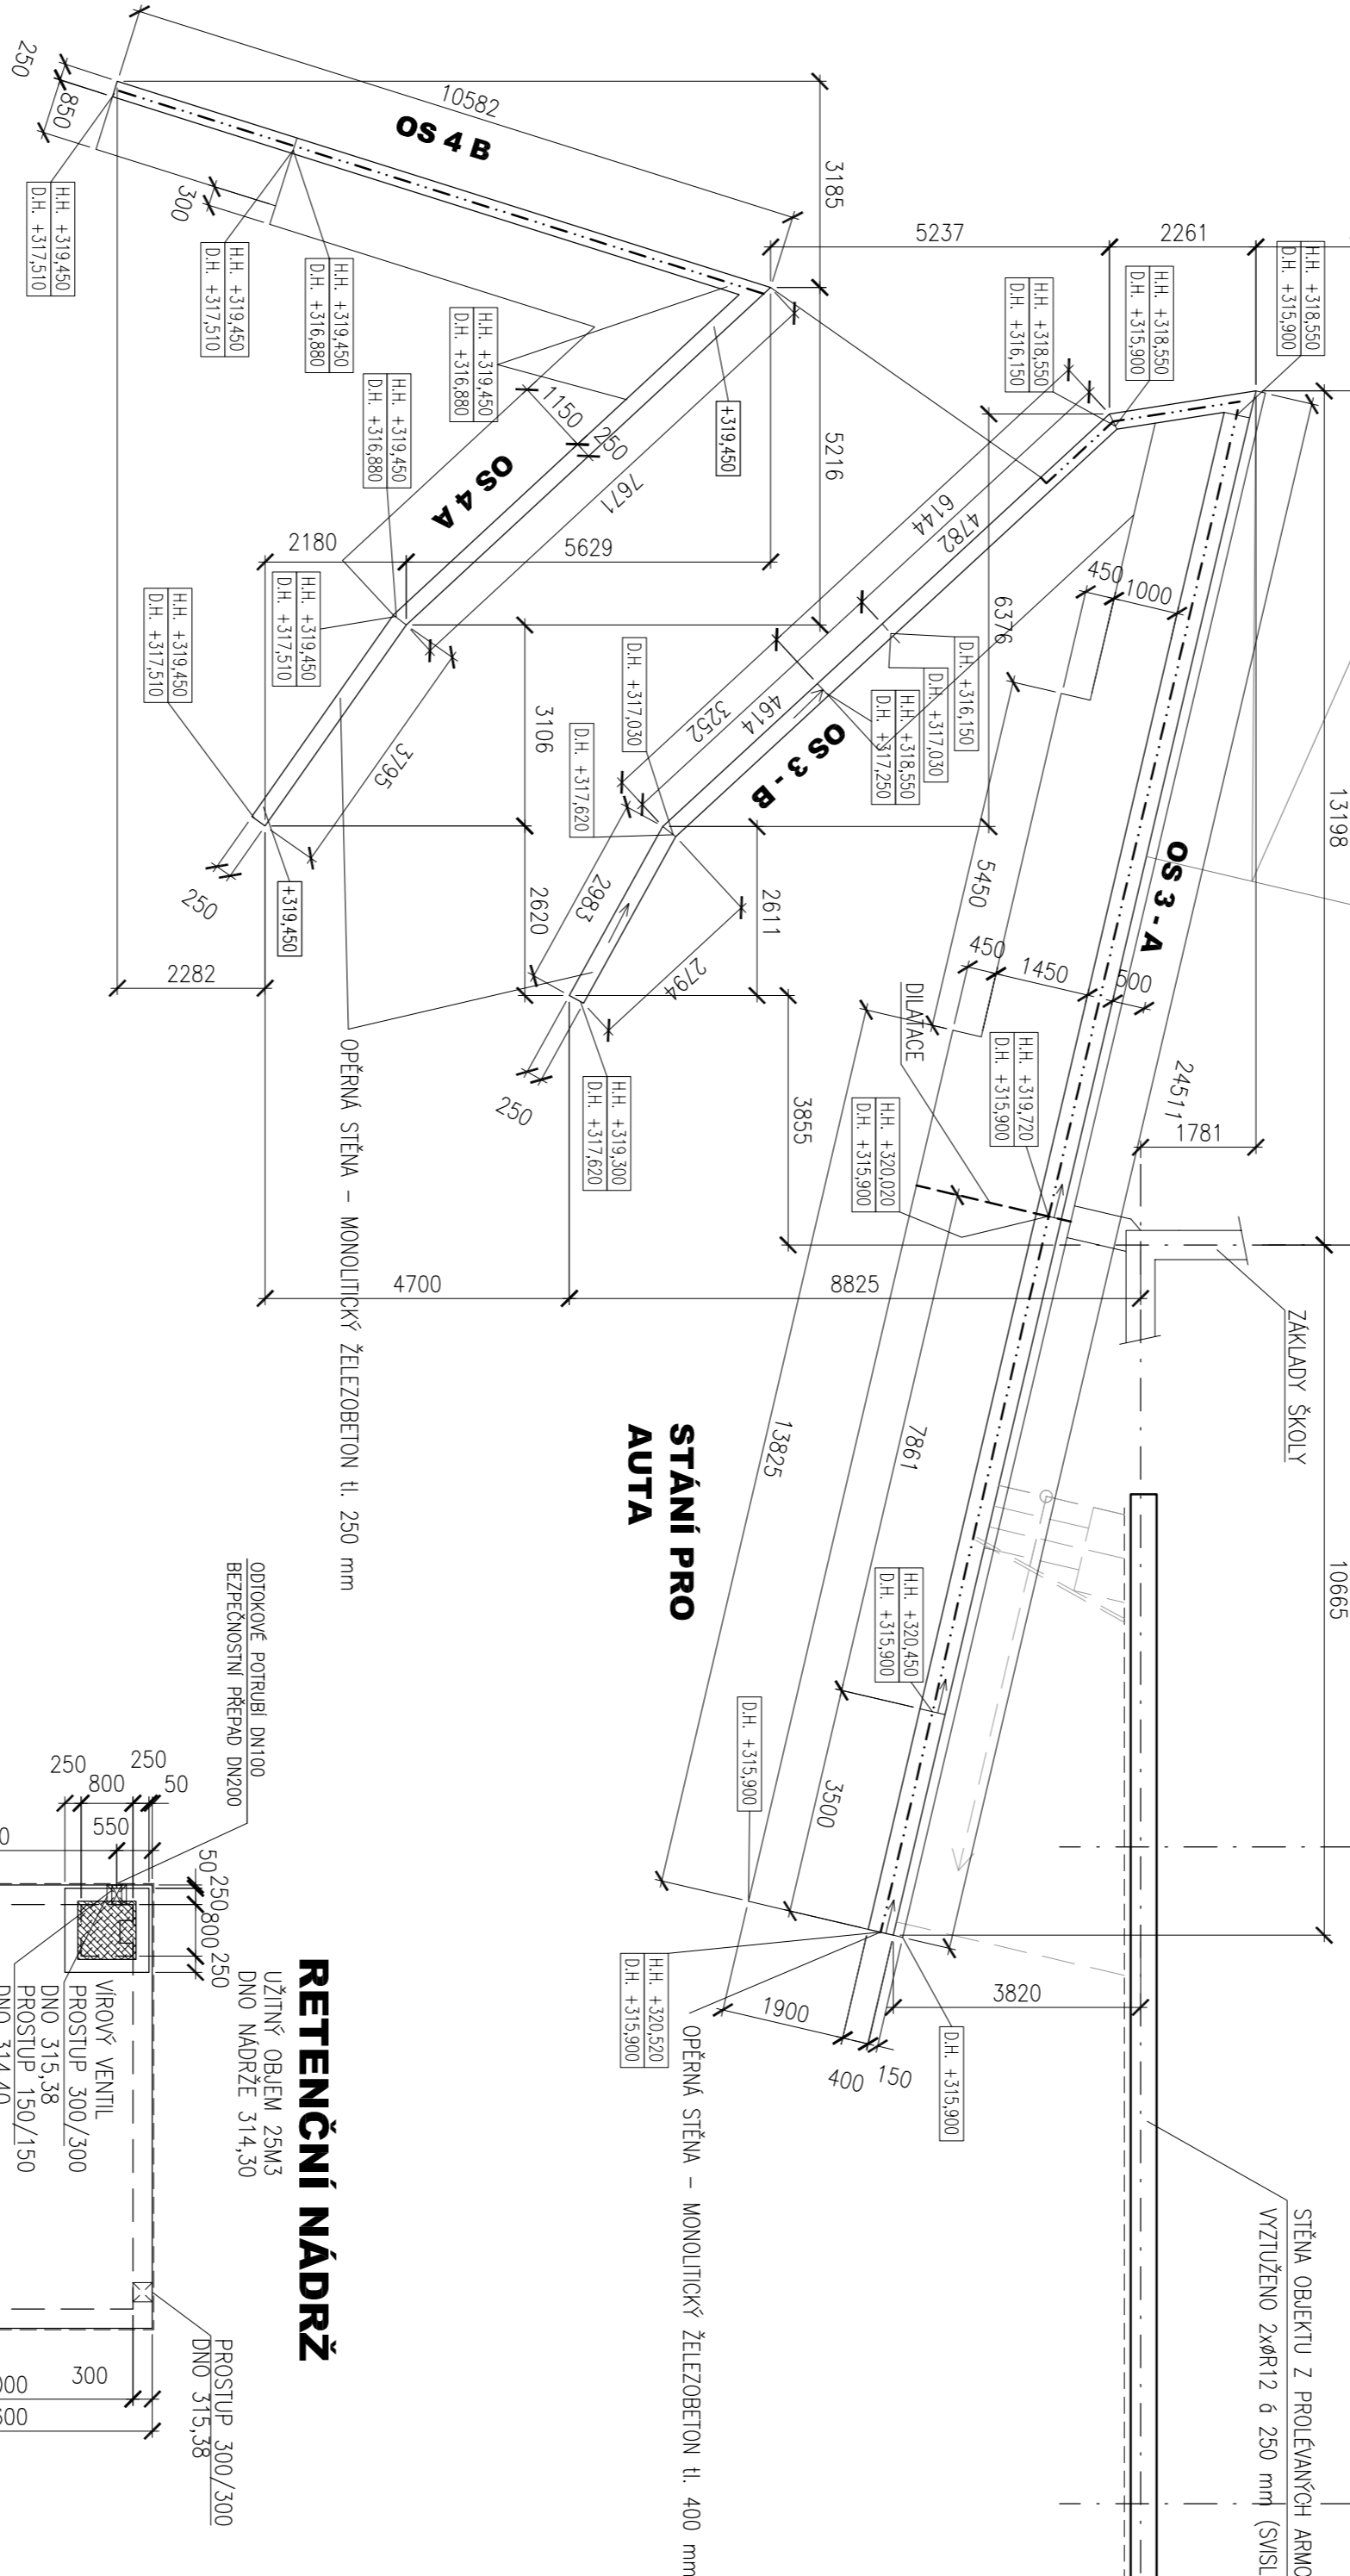 250
850
10582
OS 4 B
3185
300
H.H. +319,450
D.H. +317,510
H.H. +319,450
D.H. +317,510
H.H. +319,450
D.H. +316,880
H.H. +319,450
D.H. +316,880
H.H. +319,450
D.H. +316,880
5237
2261
H.H. +318,550
D.H. +315,900
H.H. +318,550
D.H. +315,900
H.H. +318,550
D.H. +316,150
+319,450
1150
250
7671
5216
OS 4 A
2180
5629
H.H. +319,450
D.H. +317,510
H.H. +319,450
D.H. +317,510
3795
3106
250
+319,450
2282
2620
6144
4782
6376
450
1000
D.H. +316,150
D.H. +317,030
H.H. +318,550
D.H. +317,250
D.H. +317,030
D.H. +317,620
3252
4614
OS 3 - B
2983
2611
2794
250
H.H. +319,300
D.H. +317,620
3855
5450
450
1450
500
OS 3 - A
13198
24511
1781
DILATACE
H.H. +319,720
D.H. +315,900
H.H. +320,020
D.H. +315,900
4700
8825
ZÁKLADY ŠKOLY
OPĚRNÁ STĚNA - MONOLITICKÝ ŽELEZOBETON tl. 250 mm
STÁNÍ PRO
AUTA
13825
7861
3500
10665
H.H. +320,450
D.H. +315,900
D.H. +315,900
H.H. +320,520
D.H. +315,900
D.H. +315,900
1900
400
150
3820
OPĚRNÁ STĚNA - MONOLITICKÝ ŽELEZOBETON tl. 400 mm
STĚNA OBJEKTU Z PROLÉVANÝCH ARMO
VYZTUŽENO 2xØR12 á 250 mm (SVISL
ODTOKOVÉ POTRUBÍ DN100
BEZPEČNOSTNÍ PŘEPAD DN200
250
800
250
50
550
50
250
800
250
RETENČNÍ NÁDRŽ
UŽITNÝ OBJEM 25M3
DNO NÁDRŽE 314,30
VÍROVÝ VENTIL
PROSTUP 300/300
DNO 315,38
PROSTUP 150/150
DNO 314,40
PROSTUP 300/300
DNO 315,38
300